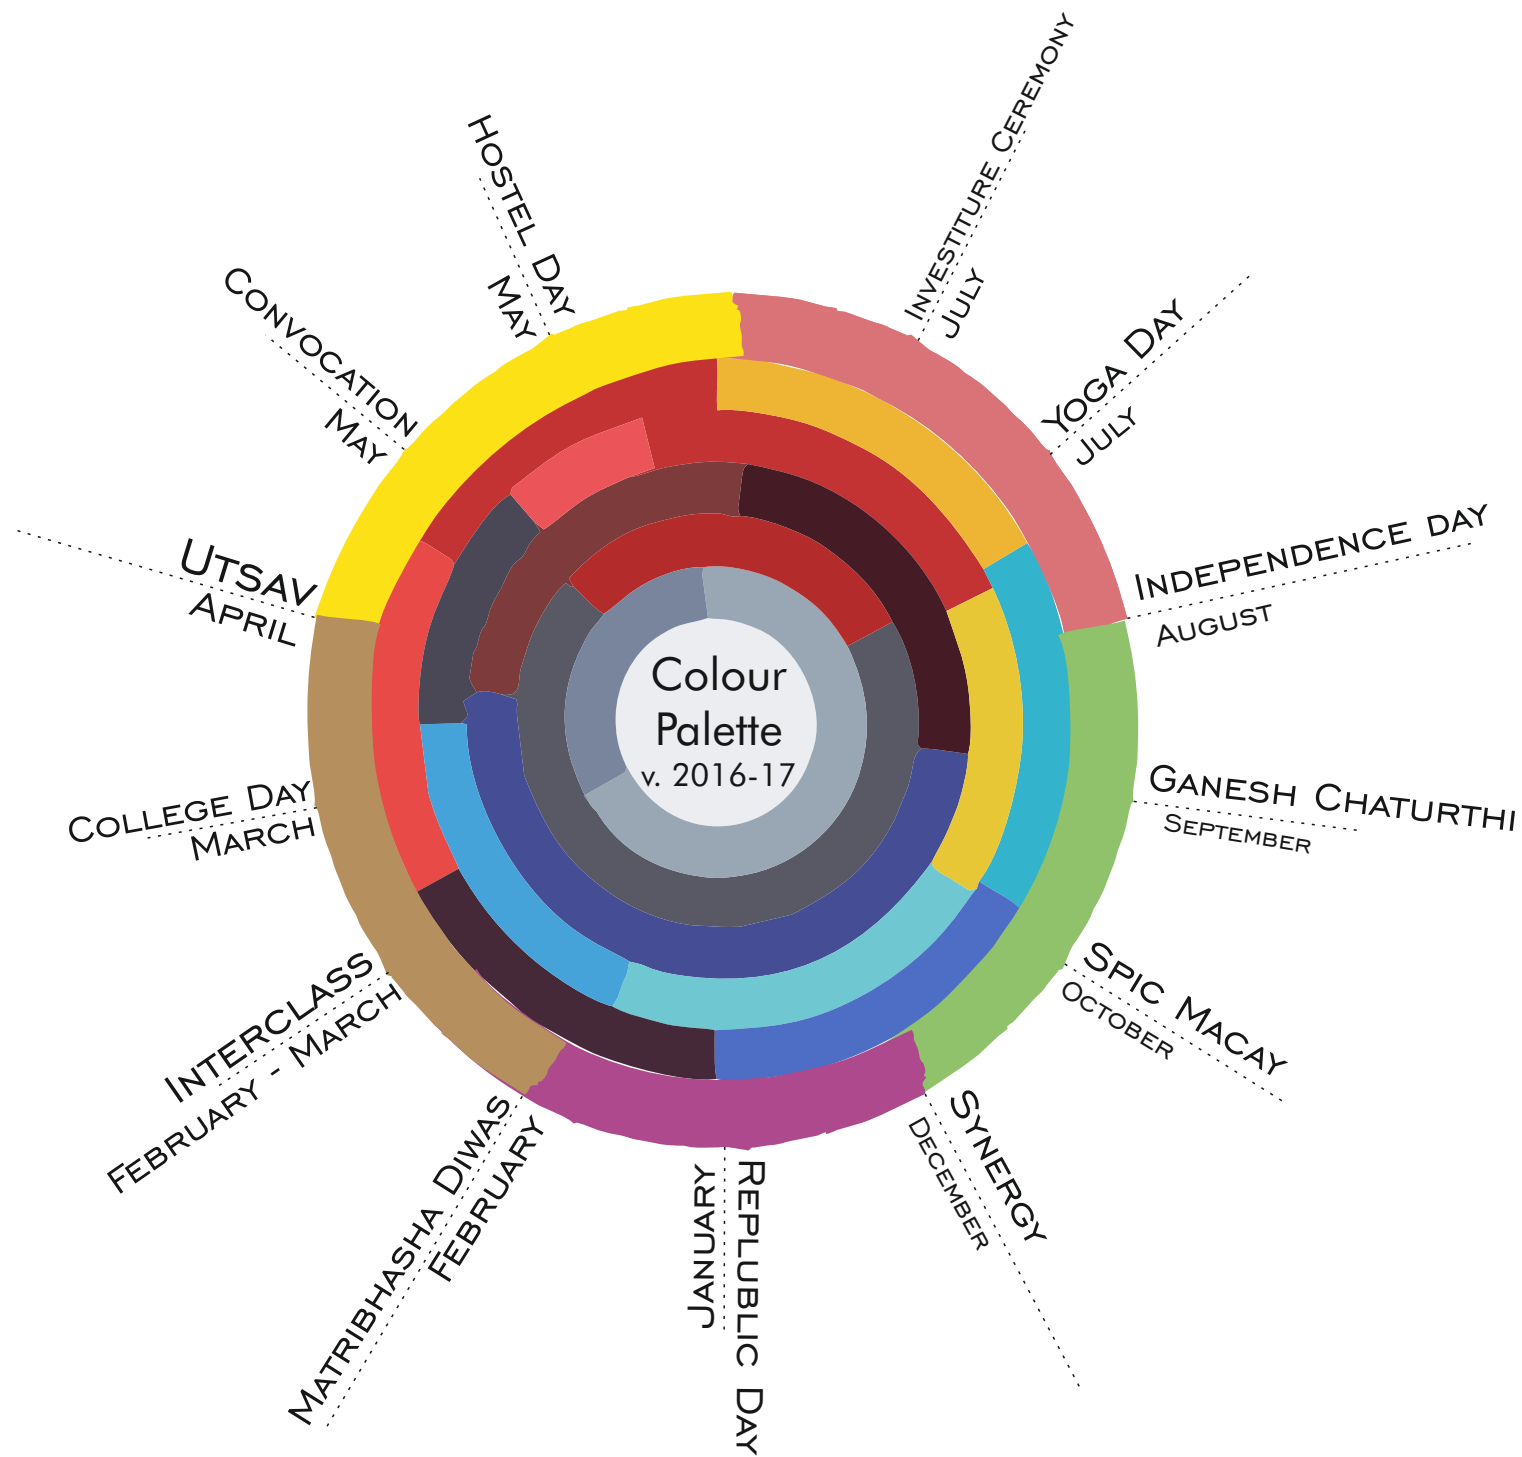 Colour
Palette
v. 2016-17
INVESTITURE CEREMONY
JULY
YOGA DAY
JULY
INDEPENDENCE DAY
AUGUST
GANESH CHATURTHI
SEPTEMBER
SPIC MACAY
OCTOBER
SYNERGY
DECEMBER
REPLUBLIC DAY
JANUARY
MATRIBHASHA DIWAS
FEBRUARY
INTERCLASS
FEBRUARY - MARCH
COLLEGE DAY
MARCH
UTSAV
APRIL
CONVOCATION
MAY
HOSTEL DAY
MAY